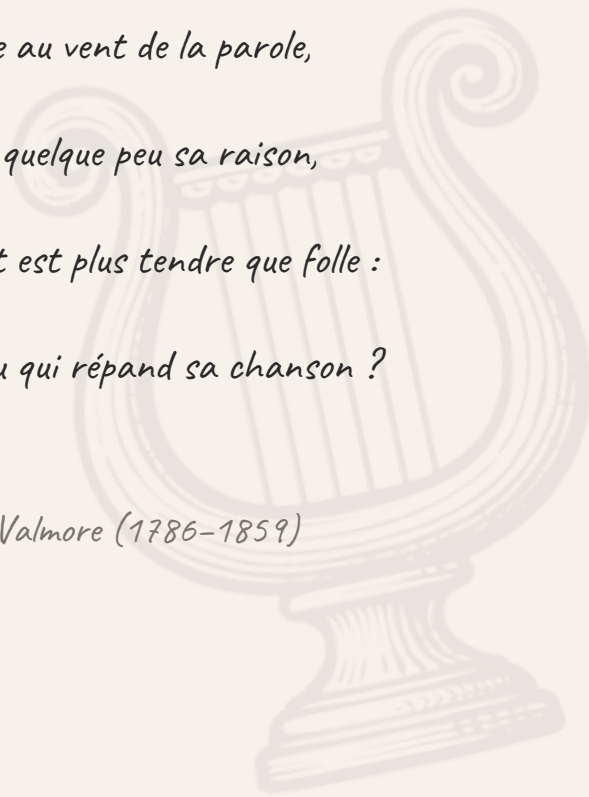 au vent de la parole,
quelque peu sa raison,
est plus tendre que folle :
qui répand sa chanson ?
Valmore (1786–1859)